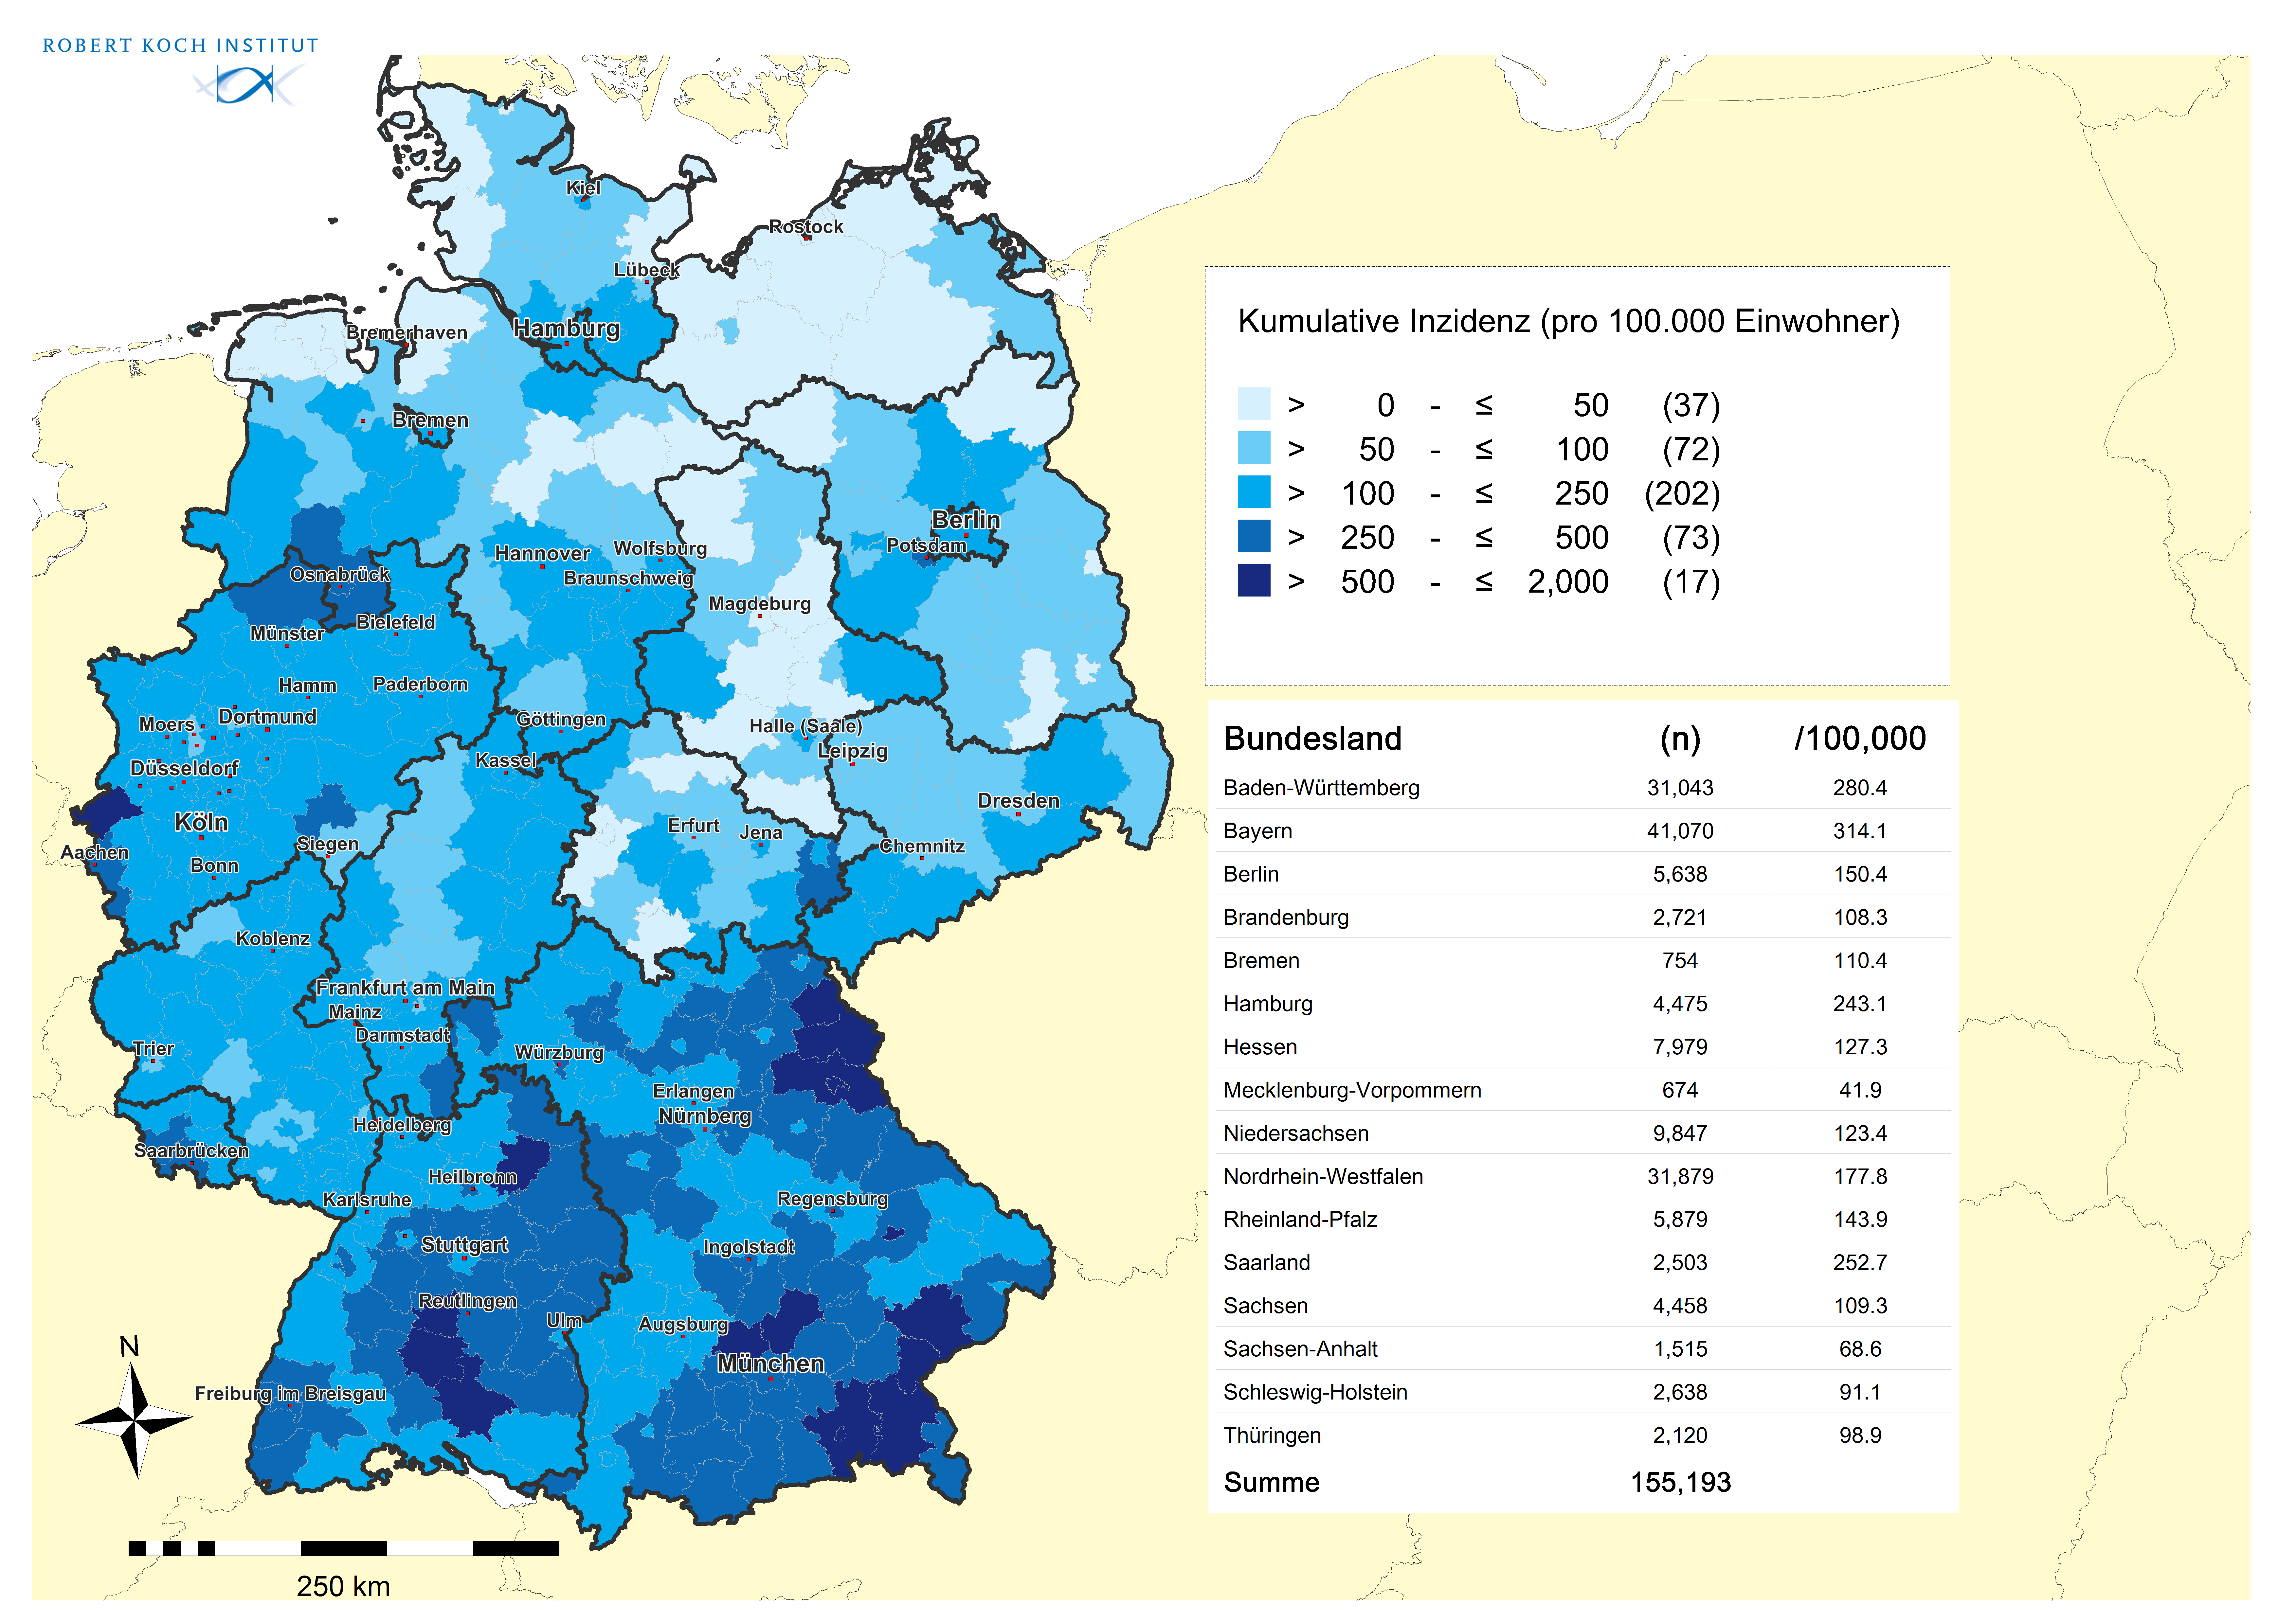 ROBERT KOCH INSTITUT
Kiel
Rostock
Lübeck
Bremerhaven
Hamburg
Bremen
Berlin
Potsdam
Hannover
Wolfsburg
Osnabrück
Braunschweig
Magdeburg
Bielefeld
Münster
Hamm
Paderborn
Moers
Dortmund
Göttingen
Halle (Saale)
Leipzig
Kassel
Düsseldorf
Dresden
Köln
Erfurt
Jena
Siegen
Chemnitz
Aachen
Bonn
Koblenz
Frankfurt am Main
Mainz
Darmstadt
Trier
Würzburg
Erlangen
Nürnberg
Heidelberg
Saarbrücken
Heilbronn
Karlsruhe
Regensburg
Stuttgart
Ingolstadt
Reutlingen
Ulm
Augsburg
München
Freiburg im Breisgau
N
250 km
Kumulative Inzidenz (pro 100.000 Einwohner)
> 0 - ≤ 50 (37)
> 50 - ≤ 100 (72)
> 100 - ≤ 250 (202)
> 250 - ≤ 500 (73)
> 500 - ≤ 2,000 (17)
Bundesland (n) /100,000
Baden-Württemberg 31,043 280.4
Bayern 41,070 314.1
Berlin 5,638 150.4
Brandenburg 2,721 108.3
Bremen 754 110.4
Hamburg 4,475 243.1
Hessen 7,979 127.3
Mecklenburg-Vorpommern 674 41.9
Niedersachsen 9,847 123.4
Nordrhein-Westfalen 31,879 177.8
Rheinland-Pfalz 5,879 143.9
Saarland 2,503 252.7
Sachsen 4,458 109.3
Sachsen-Anhalt 1,515 68.6
Schleswig-Holstein 2,638 91.1
Thüringen 2,120 98.9
Summe 155,193